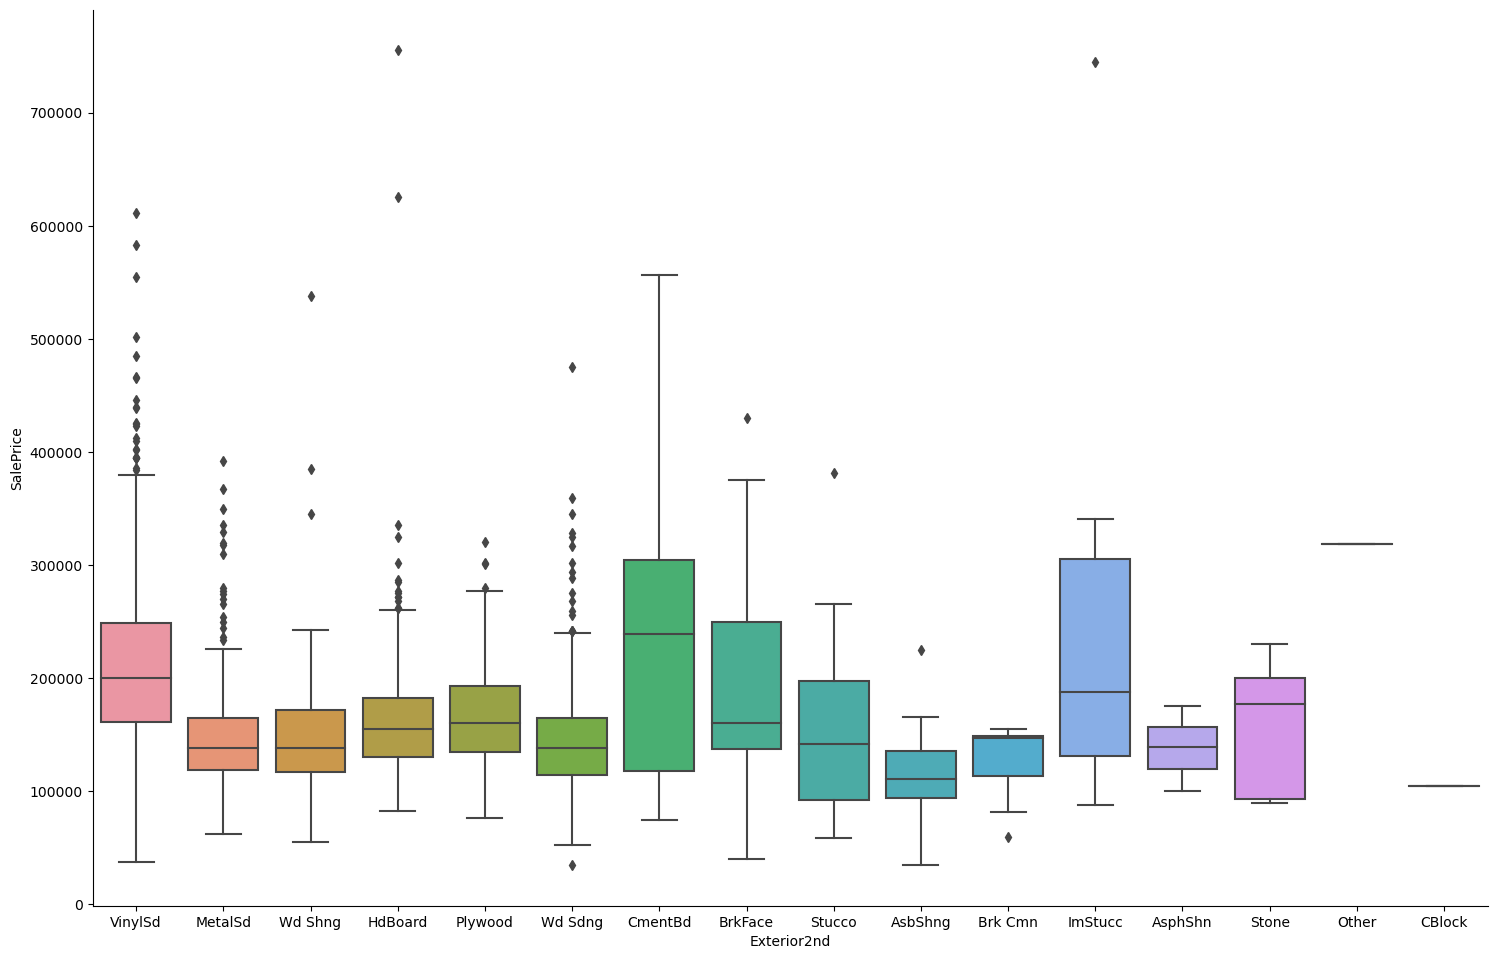 700000
600000
500000
400000
300000
200000
100000
0
SalePrice
VinylSd MetalSd Wd Shng HdBoard Plywood Wd Sdng CmentBd BrkFace Stucco AsbShng Brk Cmn ImStucc AsphShn Stone Other CBlock
Exterior2nd